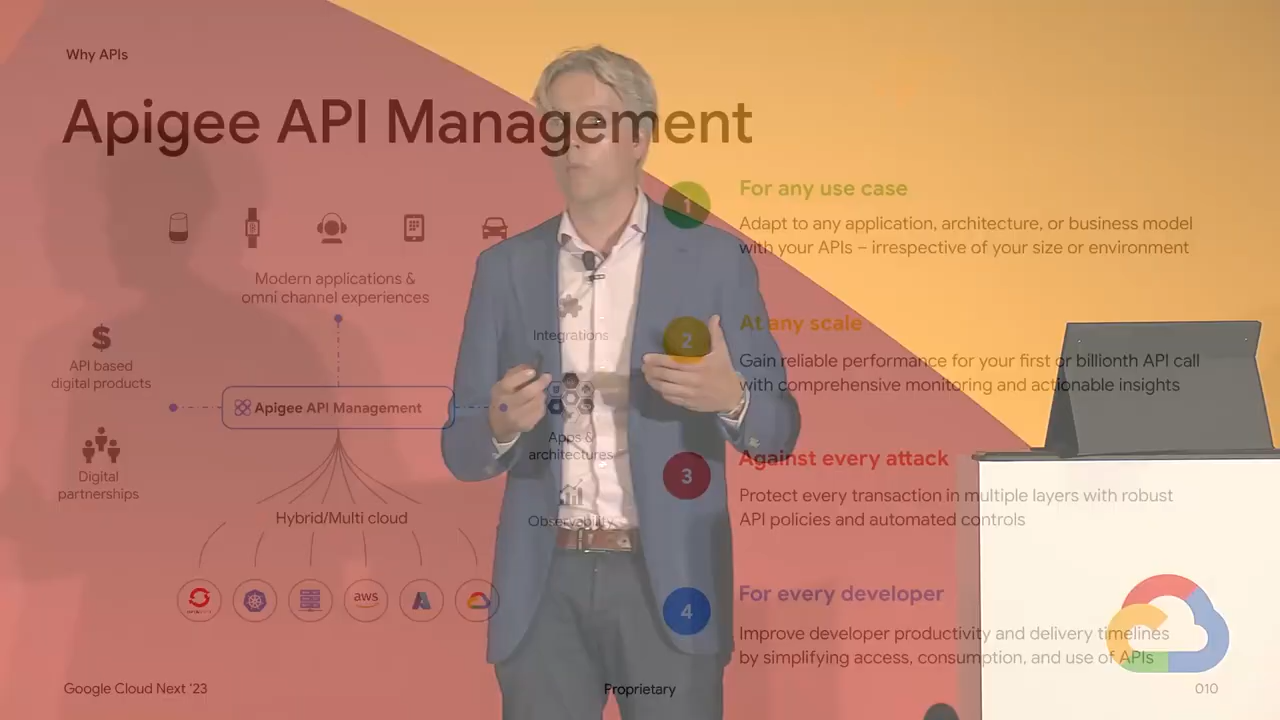 Why APIs
Apigee API Management
Modern applications &
omni channel experiences
API based
digital products
Apigee API Management
Digital
partnerships
Hybrid/Multi cloud
aws
Integrations
Apps &
architectures
Observability
1
For any use case
Adapt to any application, architecture, or business model
with your APIs – irrespective of your size or environment
2
At any scale
Gain reliable performance for your first or billionth API call
with comprehensive monitoring and actionable insights
3
Against every attack
Protect every transaction in multiple layers with robust
API policies and automated controls
4
For every developer
Improve developer productivity and delivery timelines
by simplifying access, consumption, and use of APIs
Google Cloud Next ‘23
Proprietary
010